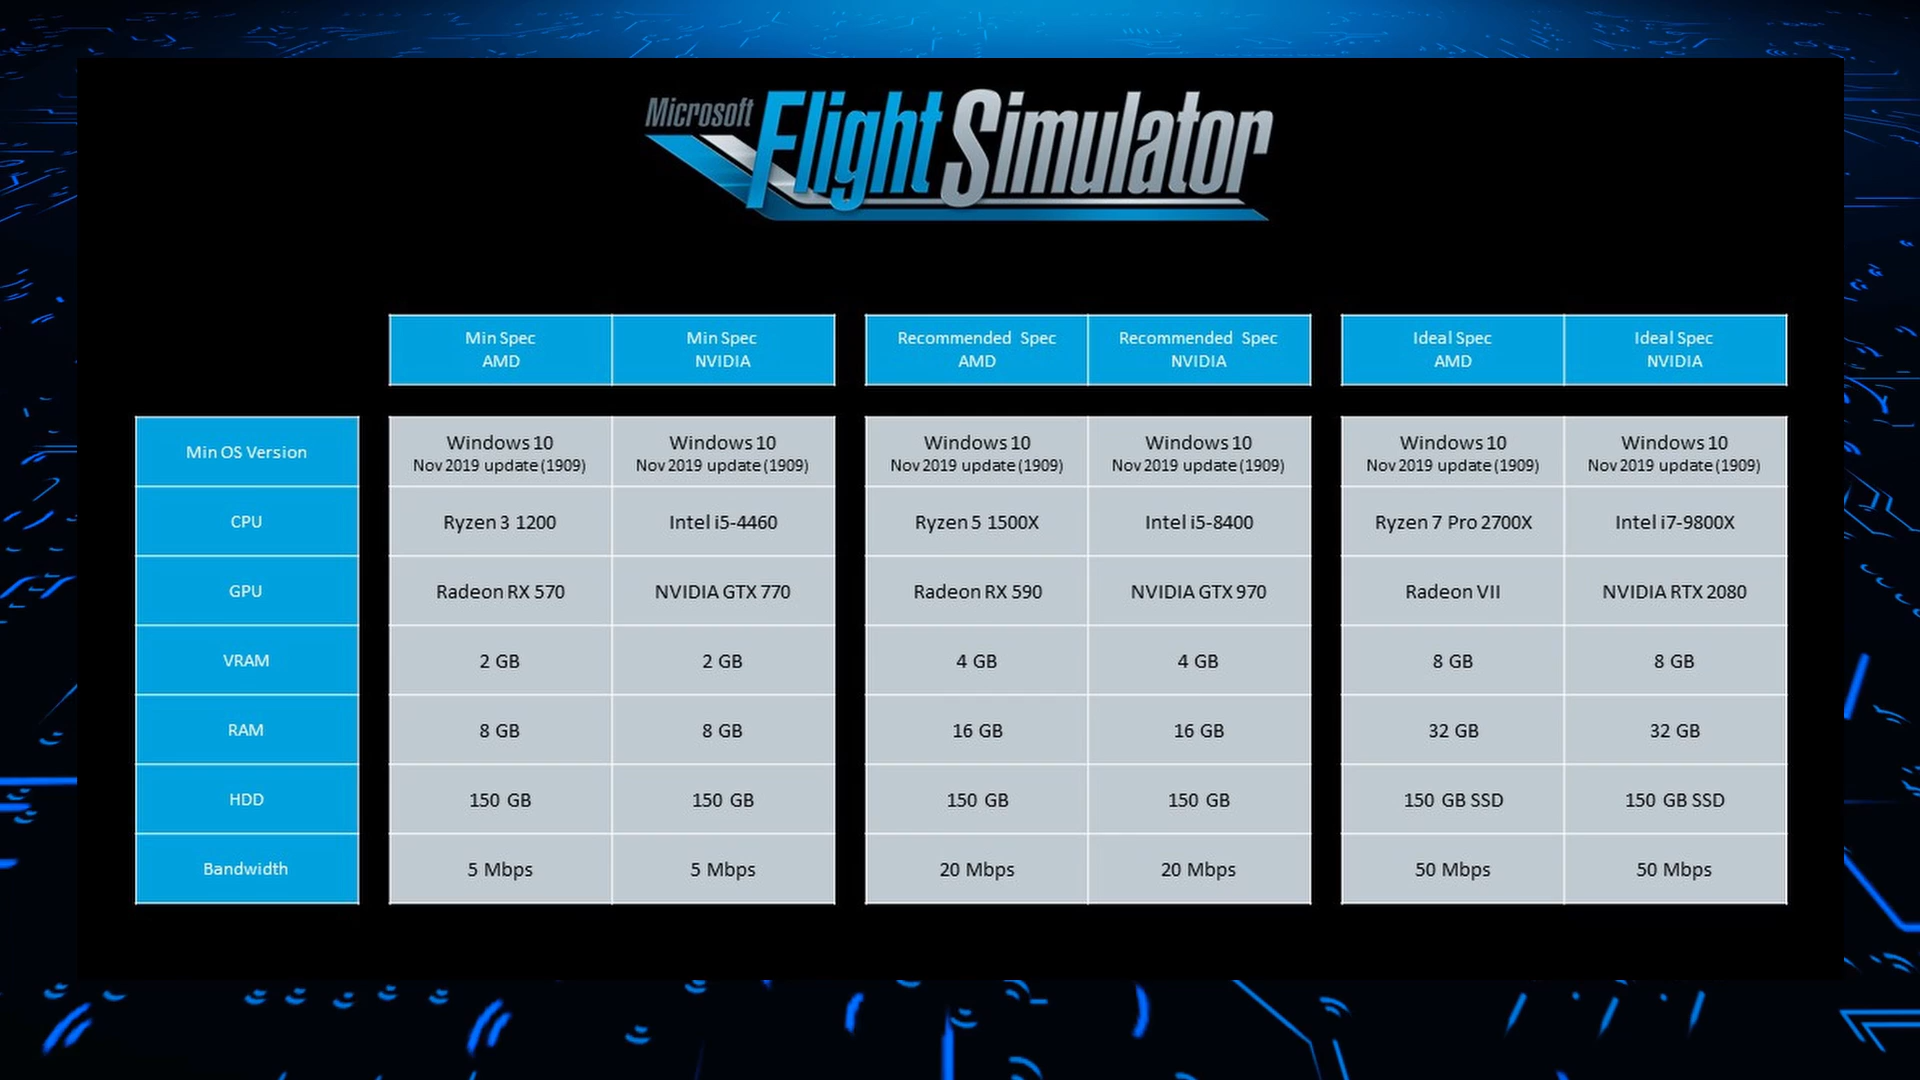 Microsoft Flight Simulator
Min Spec AMD
Min Spec NVIDIA
Recommended Spec AMD
Recommended Spec NVIDIA
Ideal Spec AMD
Ideal Spec NVIDIA
Min OS Version
Windows 10 Nov 2019 update (1909)
Windows 10 Nov 2019 update (1909)
Windows 10 Nov 2019 update (1909)
Windows 10 Nov 2019 update (1909)
Windows 10 Nov 2019 update (1909)
Windows 10 Nov 2019 update (1909)
CPU
Ryzen 3 1200
Intel i5-4460
Ryzen 5 1500X
Intel i5-8400
Ryzen 7 Pro 2700X
Intel i7-9800X
GPU
Radeon RX 570
NVIDIA GTX 770
Radeon RX 590
NVIDIA GTX 970
Radeon VII
NVIDIA RTX 2080
VRAM
2 GB
2 GB
4 GB
4 GB
8 GB
8 GB
RAM
8 GB
8 GB
16 GB
16 GB
32 GB
32 GB
HDD
150 GB
150 GB
150 GB
150 GB
150 GB SSD
150 GB SSD
Bandwidth
5 Mbps
5 Mbps
20 Mbps
20 Mbps
50 Mbps
50 Mbps